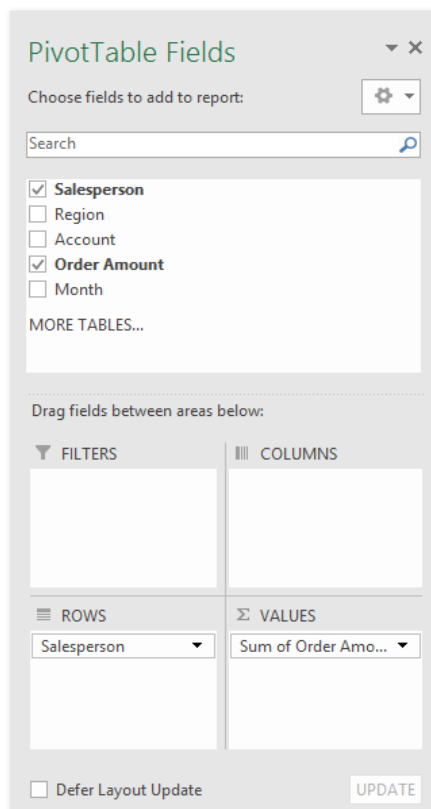 PivotTable Fields
Choose fields to add to report:
Search
Salesperson
Region
Account
Order Amount
Month
MORE TABLES...
Drag fields between areas below:
FILTERS
COLUMNS
ROWS
VALUES
Salesperson
Sum of Order Amo...
Defer Layout Update
UPDATE